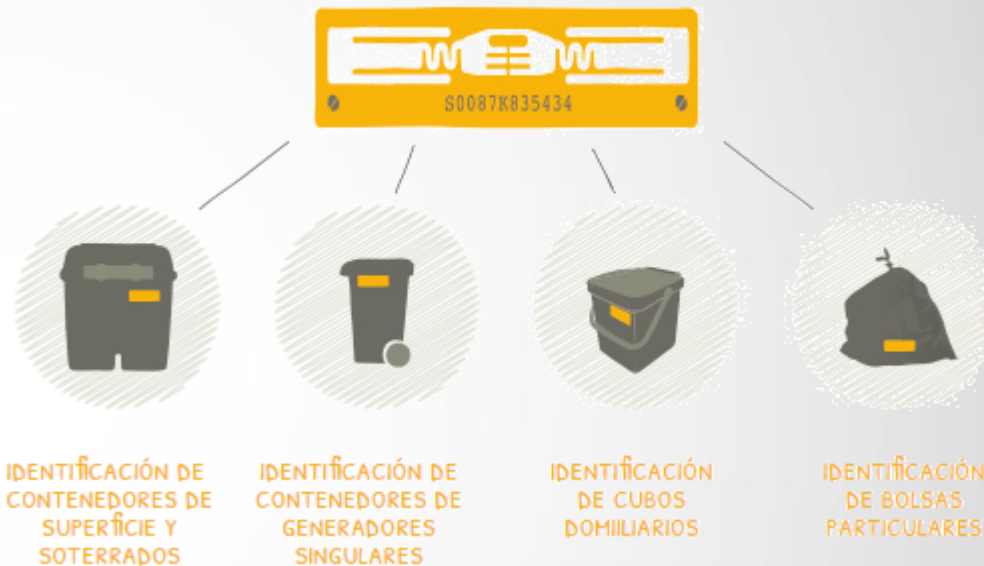 S0087K835434
IDENTIFICACIÓN DE
CONTENEDORES DE
SUPERFÍCIE Y
SOTERRADOS
IDENTIFICACIÓN DE
CONTENEDORES DE
GENERADORES
SINGULARES
IDENTIFICACIÓN
DE CUBOS
DOMIILIARIOS
IDENTIFICACIÓN
DE BOLSAS
PARTICULARES